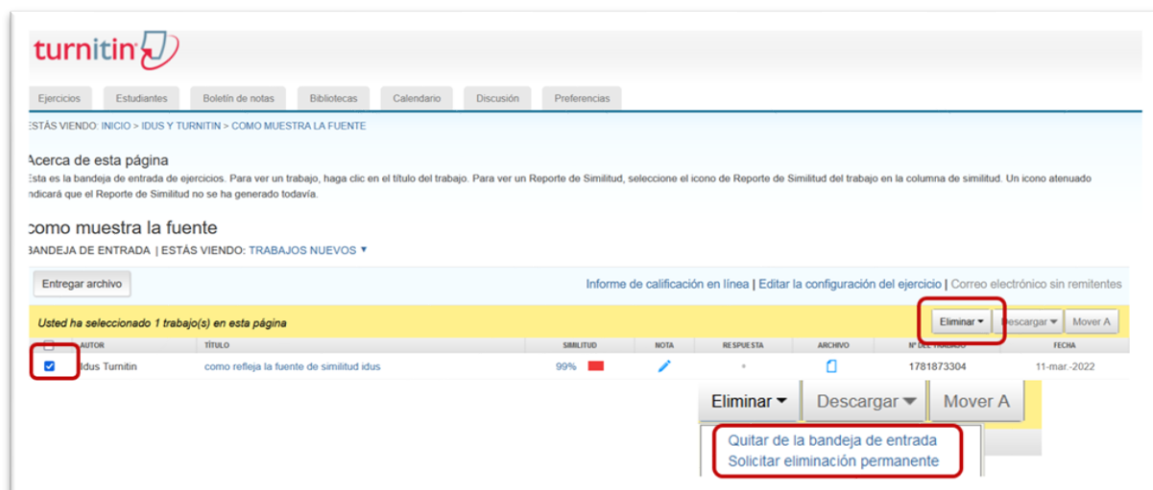 turnitin
Ejercicios Estudiantes Boletín de notas Bibliotecas Calendario Discusión Preferencias
ESTÁS VIENDO: INICIO > IDUS Y TURNITIN > COMO MUESTRA LA FUENTE
Acerca de esta página
Esta es la bandeja de entrada de ejercicios. Para ver un trabajo, haga clic en el título del trabajo. Para ver un Reporte de Similitud, seleccione el icono de Reporte de Similitud del trabajo en la columna de similitud. Un icono atenuado
indicará que el Reporte de Similitud no se ha generado todavía.
como muestra la fuente
BANDEJA DE ENTRADA | ESTÁS VIENDO: TRABAJOS NUEVOS ▼
Entregar archivo Informe de calificación en línea | Editar la configuración del ejercicio | Correo electrónico sin remitentes
Usted ha seleccionado 1 trabajo(s) en esta página Eliminar ▼ Descargar ▼ Mover A
AUTOR TÍTULO SIMILITUD NOTA RESPUESTA ARCHIVO Nº DEL TRABAJO FECHA
Idus Turnitin como refleja la fuente de similitud idus 99% 1781873304 11-mar.-2022
Eliminar ▼ Descargar ▼ Mover A
Quitar de la bandeja de entrada
Solicitar eliminación permanente